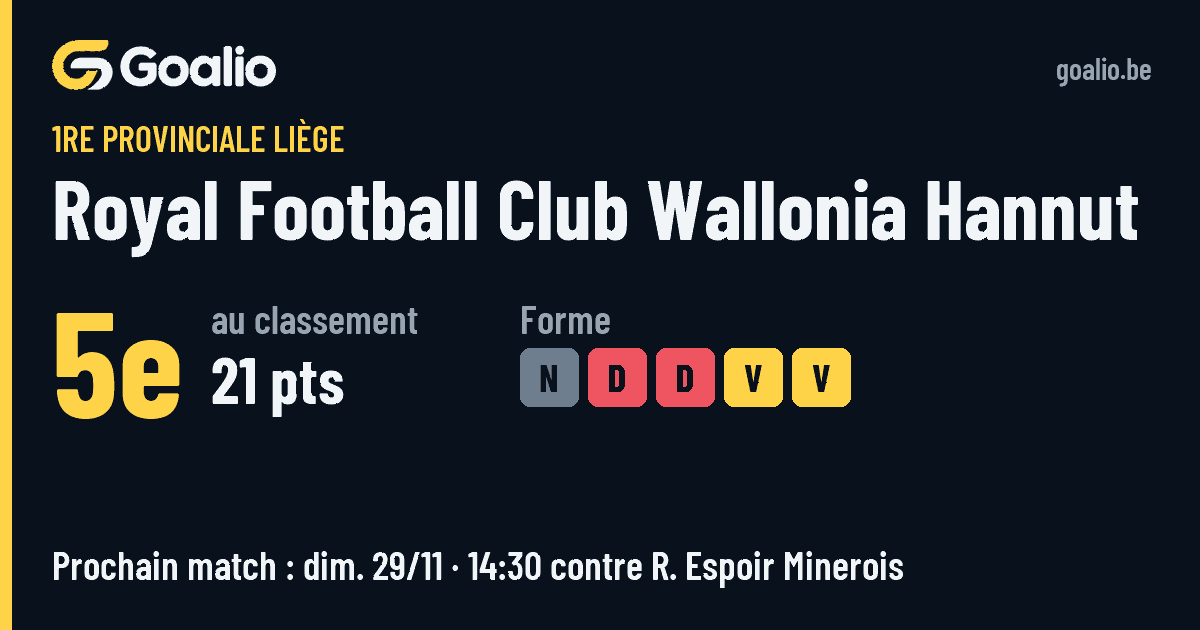 Goalio
goalio.be
1RE PROVINCIALE LIÈGE
Royal Football Club Wallonia Hannut
5e
au classement
21 pts
Forme
N D D V V
Prochain match : dim. 29/11 · 14:30 contre R. Espoir Minerois